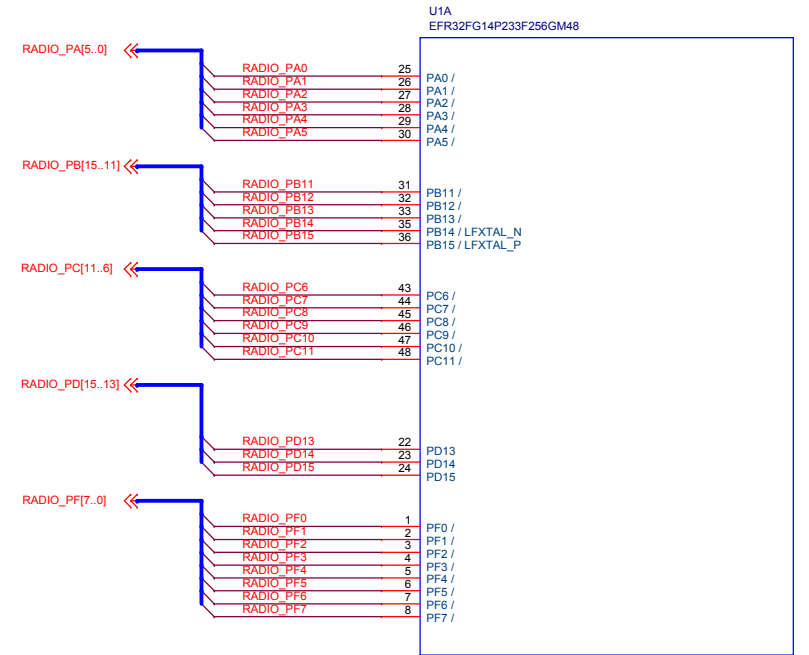 U1A
EFR32FG14P233F256GM48
RADIO_PA[5..0]
RADIO_PA0 25 PA0 /
RADIO_PA1 26 PA1 /
RADIO_PA2 27 PA2 /
RADIO_PA3 28 PA3 /
RADIO_PA4 29 PA4 /
RADIO_PA5 30 PA5 /
RADIO_PB[15..11]
RADIO_PB11 31 PB11 /
RADIO_PB12 32 PB12 /
RADIO_PB13 33 PB13 /
RADIO_PB14 35 PB14 / LFXTAL_N
RADIO_PB15 36 PB15 / LFXTAL_P
RADIO_PC[11..6]
RADIO_PC6 43 PC6 /
RADIO_PC7 44 PC7 /
RADIO_PC8 45 PC8 /
RADIO_PC9 46 PC9 /
RADIO_PC10 47 PC10 /
RADIO_PC11 48 PC11 /
RADIO_PD[15..13]
RADIO_PD13 22 PD13
RADIO_PD14 23 PD14
RADIO_PD15 24 PD15
RADIO_PF[7..0]
RADIO_PF0 1 PF0 /
RADIO_PF1 2 PF1 /
RADIO_PF2 3 PF2 /
RADIO_PF3 4 PF3 /
RADIO_PF4 5 PF4 /
RADIO_PF5 6 PF5 /
RADIO_PF6 7 PF6 /
RADIO_PF7 8 PF7 /